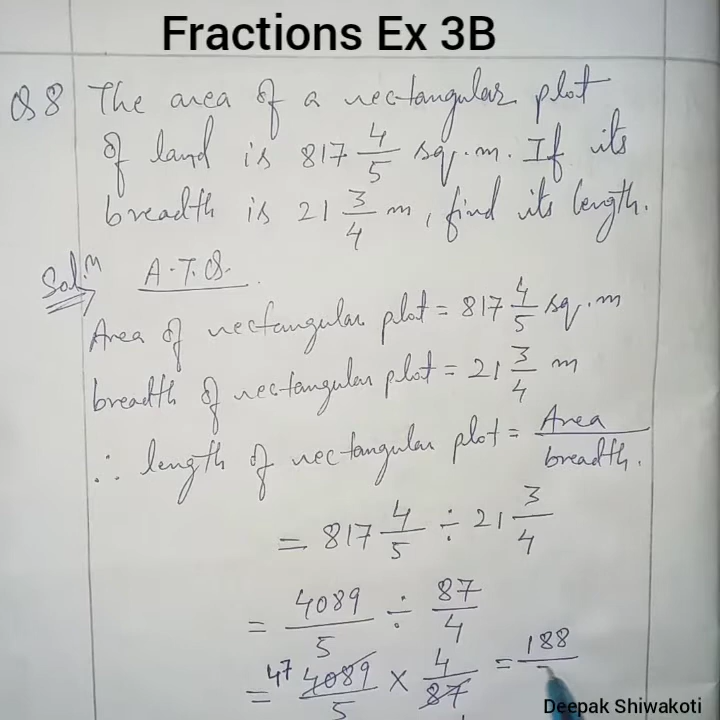 Fractions Ex 3B
Q8 The area of a rectangular plot
of land is 817 4/5 sq.m. If its
breadth is 21 3/4 m, find its length.
Solⁿ A.T.Q.
Area of rectangular plot = 817 4/5 sq.m
breadth of rectangular plot = 21 3/4 m
∴ length of rectangular plot = Area/breadth.
= 817 4/5 ÷ 21 3/4
= 4089/5 ÷ 87/4
= 47 4089/5 × 4/87 = 188
Deepak Shiwakoti